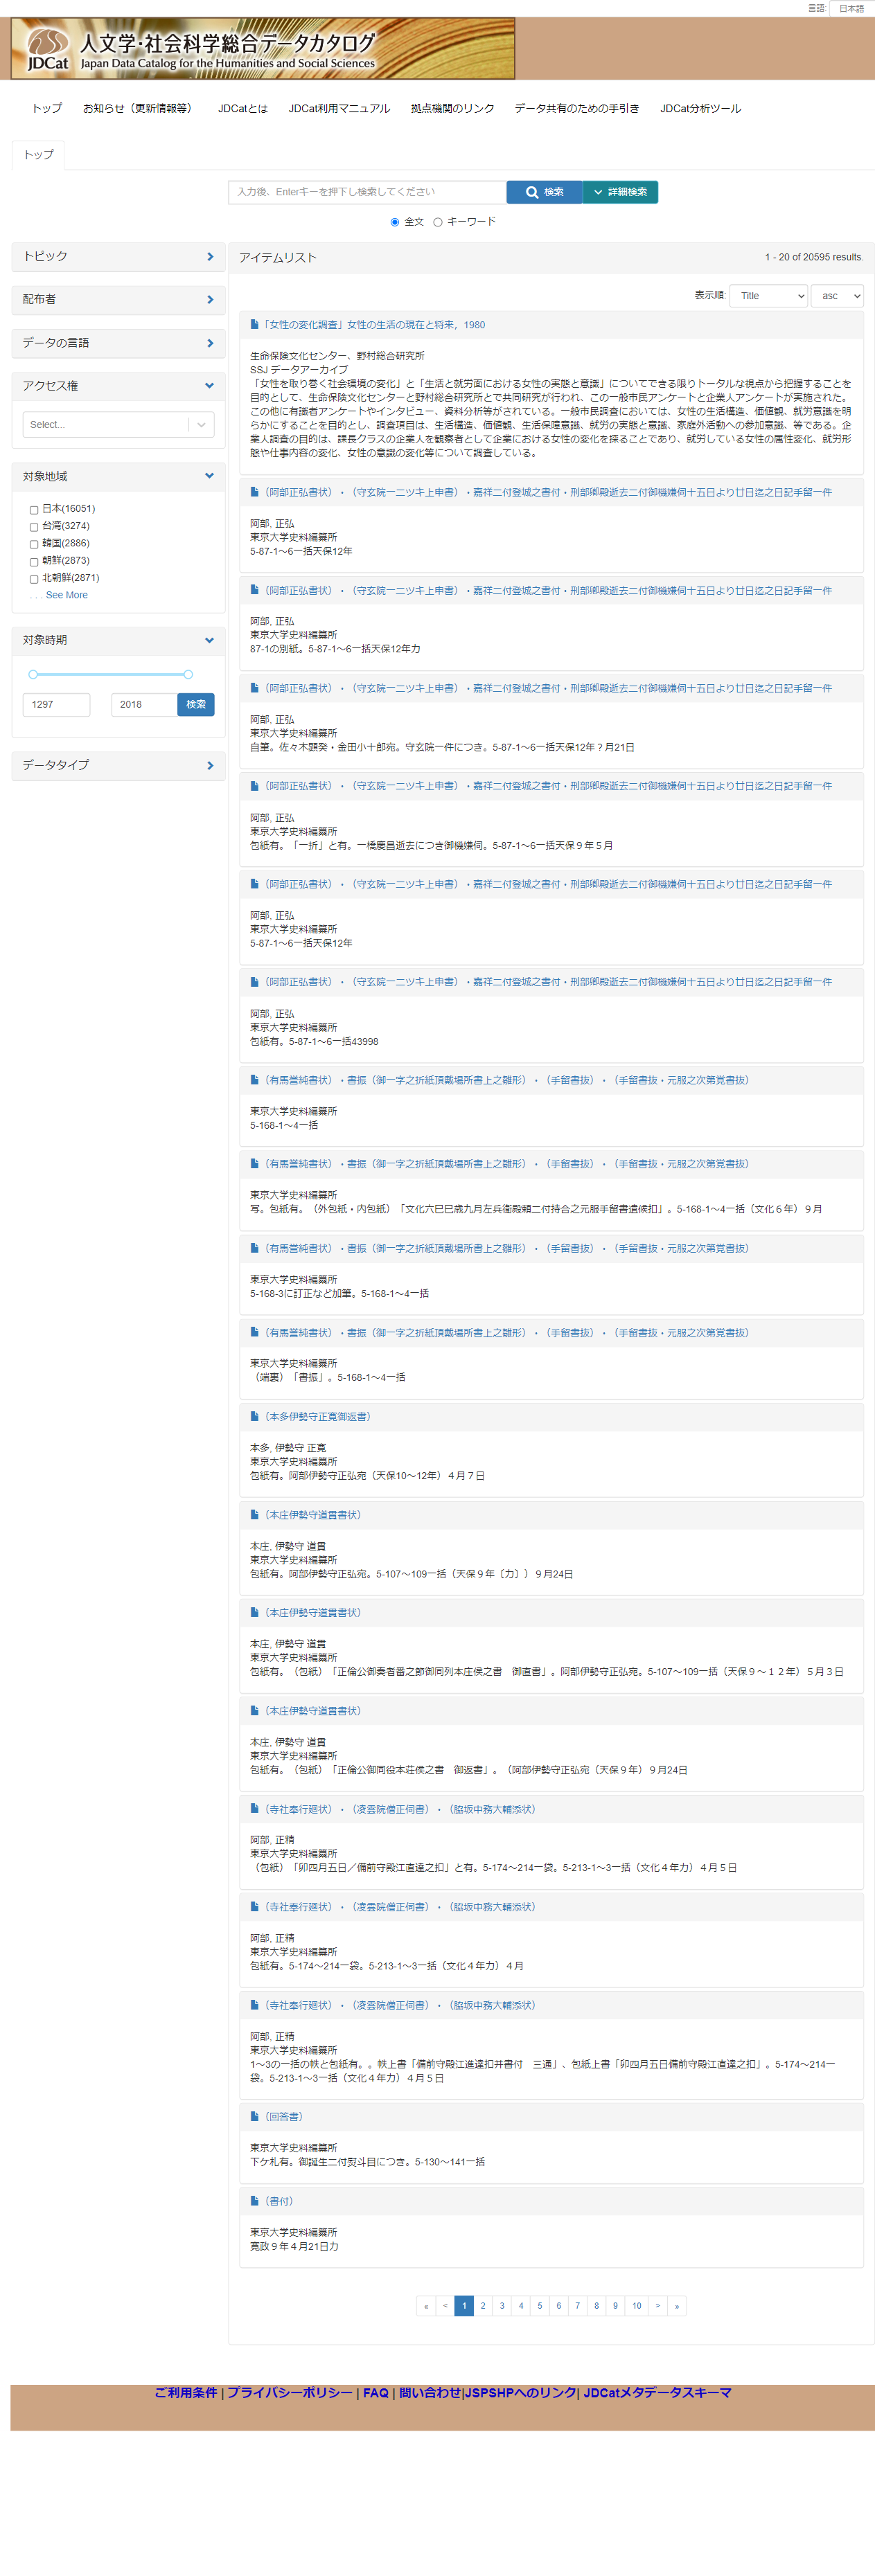 言語: 日本語
JDCat 人文学・社会科学総合データカタログ
Japan Data Catalog for the Humanities and Social Sciences
トップ お知らせ（更新情報等） JDCatとは JDCat利用マニュアル 拠点機関のリンク データ共有のための手引き JDCat分析ツール
トップ
入力後、Enterキーを押下し検索してください 検索 詳細検索
全文 キーワード
トピック
配布者
データの言語
アクセス権
Select...
対象地域
日本(16051)
台湾(3274)
韓国(2886)
朝鮮(2873)
北朝鮮(2871)
. . . See More
対象時期
1297 2018 検索
データタイプ
アイテムリスト 1 - 20 of 20595 results.
表示順: Title asc
「女性の変化調査」女性の生活の現在と将来，1980
生命保険文化センター、野村総合研究所
SSJ データアーカイブ
「女性を取り巻く社会環境の変化」と「生活と就労面における女性の実態と意識」についてできる限りトータルな視点から把握することを
目的として、生命保険文化センターと野村総合研究所とで共同研究が行われ、この一般市民アンケートと企業人アンケートが実施された。
この他に有識者アンケートやインタビュー、資料分析等がされている。一般市民調査においては、女性の生活構造、価値観、就労意識を明
らかにすることを目的とし、調査項目は、生活構造、価値観、生活保障意識、就労の実態と意識、家庭外活動への参加意識、等である。企
業人調査の目的は、課長クラスの企業人を観察者として企業における女性の変化を探ることであり、就労している女性の属性変化、就労形
態や仕事内容の変化、女性の意識の変化等について調査している。
（阿部正弘書状）・（守玄院一ニツキ上申書）・嘉祥ニ付登城之書付・刑部卿殿逝去ニ付御機嫌伺十五日より廿日迄之日記手留一件
阿部, 正弘
東京大学史料編纂所
5-87-1～6一括天保12年
（阿部正弘書状）・（守玄院一ニツキ上申書）・嘉祥ニ付登城之書付・刑部卿殿逝去ニ付御機嫌伺十五日より廿日迄之日記手留一件
阿部, 正弘
東京大学史料編纂所
87-1の別紙。5-87-1～6一括天保12年カ
（阿部正弘書状）・（守玄院一ニツキ上申書）・嘉祥ニ付登城之書付・刑部卿殿逝去ニ付御機嫌伺十五日より廿日迄之日記手留一件
阿部, 正弘
東京大学史料編纂所
自筆。佐々木顕発・金田小十郎宛。守玄院一件につき。5-87-1～6一括天保12年？月21日
（阿部正弘書状）・（守玄院一ニツキ上申書）・嘉祥ニ付登城之書付・刑部卿殿逝去ニ付御機嫌伺十五日より廿日迄之日記手留一件
阿部, 正弘
東京大学史料編纂所
包紙有。「一折」と有。一橋慶昌逝去につき御機嫌伺。5-87-1～6一括天保９年５月
（阿部正弘書状）・（守玄院一ニツキ上申書）・嘉祥ニ付登城之書付・刑部卿殿逝去ニ付御機嫌伺十五日より廿日迄之日記手留一件
阿部, 正弘
東京大学史料編纂所
5-87-1～6一括天保12年
（阿部正弘書状）・（守玄院一ニツキ上申書）・嘉祥ニ付登城之書付・刑部卿殿逝去ニ付御機嫌伺十五日より廿日迄之日記手留一件
阿部, 正弘
東京大学史料編纂所
包紙有。5-87-1～6一括43998
（有馬誉純書状）・書振（御一字之折紙頂戴場所書上之雛形）・（手留書抜）・（手留書抜・元服之次第覚書抜）
東京大学史料編纂所
5-168-1～4一括
（有馬誉純書状）・書振（御一字之折紙頂戴場所書上之雛形）・（手留書抜）・（手留書抜・元服之次第覚書抜）
東京大学史料編纂所
写。包紙有。（外包紙・内包紙）「文化六巳巳歳九月左兵衞殿頼ニ付持合之元服手留書遣候扣」。5-168-1～4一括（文化６年）９月
（有馬誉純書状）・書振（御一字之折紙頂戴場所書上之雛形）・（手留書抜）・（手留書抜・元服之次第覚書抜）
東京大学史料編纂所
5-168-3に訂正など加筆。5-168-1～4一括
（有馬誉純書状）・書振（御一字之折紙頂戴場所書上之雛形）・（手留書抜）・（手留書抜・元服之次第覚書抜）
東京大学史料編纂所
（端裏）「書振」。5-168-1～4一括
（本多伊勢守正寛御返書）
本多, 伊勢守 正寛
東京大学史料編纂所
包紙有。阿部伊勢守正弘宛（天保10～12年）４月７日
（本庄伊勢守道貫書状）
本庄, 伊勢守 道貫
東京大学史料編纂所
包紙有。阿部伊勢守正弘宛。5-107～109一括（天保９年〔カ〕）９月24日
（本庄伊勢守道貫書状）
本庄, 伊勢守 道貫
東京大学史料編纂所
包紙有。（包紙）「正倫公御奏者番之節御同列本庄侯之書　御直書」。阿部伊勢守正弘宛。5-107～109一括（天保９～１２年）５月３日
（本庄伊勢守道貫書状）
本庄, 伊勢守 道貫
東京大学史料編纂所
包紙有。（包紙）「正倫公御同役本荘侯之書　御返書」。（阿部伊勢守正弘宛（天保９年）９月24日
（寺社奉行廻状）・（凌雲院僧正伺書）・（脇坂中務大輔添状）
阿部, 正精
東京大学史料編纂所
（包紙）「卯四月五日／備前守殿江直達之扣」と有。5-174～214一袋。5-213-1～3一括（文化４年カ）４月５日
（寺社奉行廻状）・（凌雲院僧正伺書）・（脇坂中務大輔添状）
阿部, 正精
東京大学史料編纂所
包紙有。5-174～214一袋。5-213-1～3一括（文化４年カ）４月
（寺社奉行廻状）・（凌雲院僧正伺書）・（脇坂中務大輔添状）
阿部, 正精
東京大学史料編纂所
1～3の一括の帙と包紙有。。帙上書「備前守殿江進達扣并書付　三通」、包紙上書「卯四月五日備前守殿江直達之扣」。5-174～214一
袋。5-213-1～3一括（文化４年カ）４月５日
（回答書）
東京大学史料編纂所
下ケ札有。御誕生ニ付熨斗目につき。5-130～141一括
（書付）
東京大学史料編纂所
寛政９年４月21日カ
« < 1 2 3 4 5 6 7 8 9 10 > »
ご利用条件 | プライバシーポリシー | FAQ | 問い合わせ|JSPSHPへのリンク| JDCatメタデータスキーマ